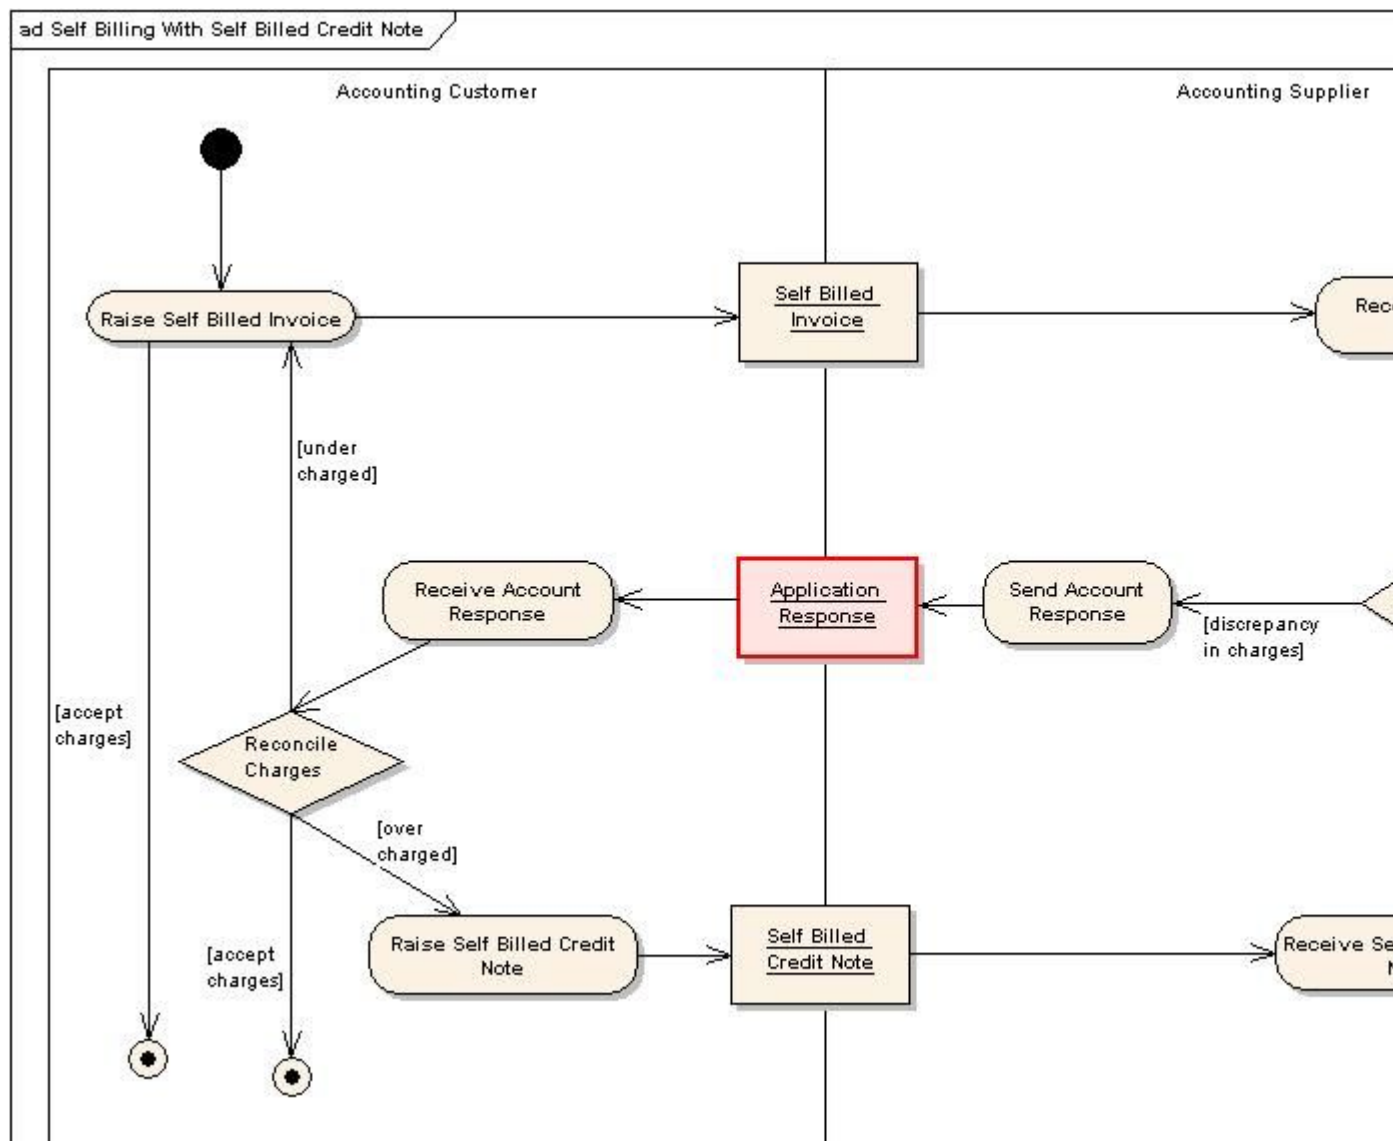 ad Self Billing With Self Billed Credit Note
Accounting Customer
Accounting Supplier
Raise Self Billed Invoice
Self Billed
Invoice
[under
charged]
Receive Account
Response
Application
Response
Send Account
Response
[discrepancy
in charges]
[accept
charges]
Reconcile
Charges
[over
charged]
Raise Self Billed Credit
Note
[accept
charges]
Self Billed
Credit Note
Receive